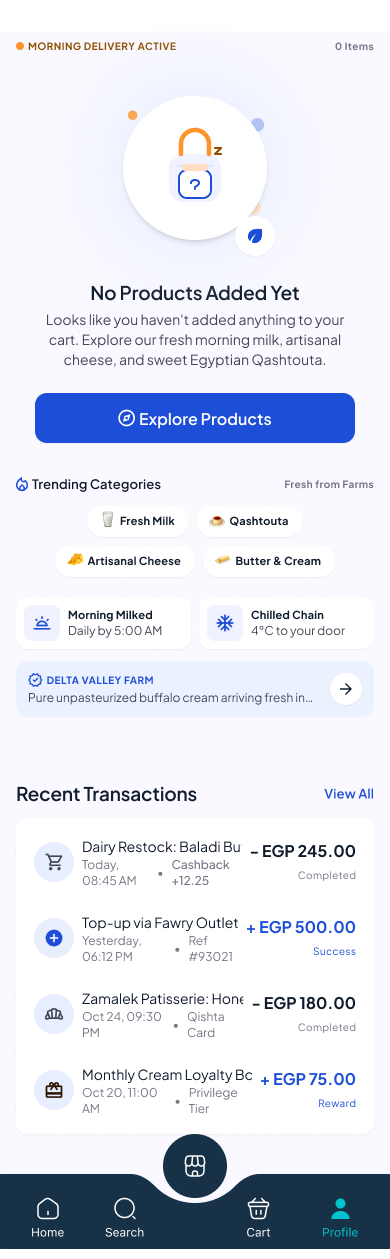 MORNING DELIVERY ACTIVE
0 Items
z
?
No Products Added Yet
Looks like you haven't added anything to your
cart. Explore our fresh morning milk, artisanal
cheese, and sweet Egyptian Qashtouta.
Explore Products
Trending Categories
Fresh from Farms
Fresh Milk
Qashtouta
Artisanal Cheese
Butter & Cream
Morning Milked
Daily by 5:00 AM
Chilled Chain
4°C to your door
DELTA VALLEY FARM
Pure unpasteurized buffalo cream arriving fresh in...
Recent Transactions
View All
Dairy Restock: Baladi Bu
- EGP 245.00
Today,
08:45 AM
•
Cashback
+12.25
Completed
Top-up via Fawry Outlet
+ EGP 500.00
Yesterday,
06:12 PM
•
Ref
#93021
Success
Zamalek Patisserie: Hone
- EGP 180.00
Oct 24, 09:30
PM
•
Qishta
Card
Completed
Monthly Cream Loyalty Bo
+ EGP 75.00
Oct 20, 11:00
AM
•
Privilege
Tier
Reward
Home
Search
Cart
Profile